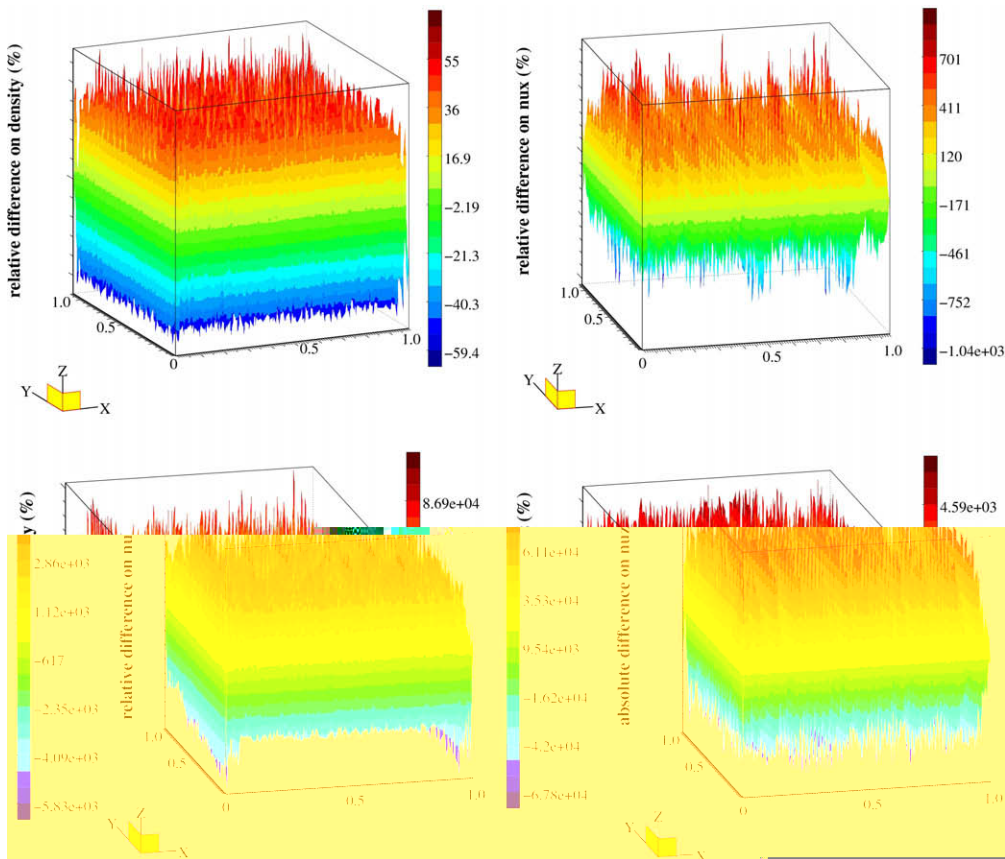 relative difference on density (%)
55
36
16.9
−2.19
−21.3
−40.3
−59.4
1.0
0.5
0
0.5
1.0
Z
Y
X
relative difference on nux (%)
701
411
120
−171
−461
−752
−1.04e+03
1.0
0.5
0
0.5
1.0
Z
Y
X
y (%)
8.69e+04
(%)
4.59e+03
2.86e+03
1.12e+03
−617
−2.35e+03
−4.09e+03
−5.83e+03
relative difference on nu
1.0
0.5
0
0.5
1.0
Z
Y
X
6.11e+04
3.53e+04
9.54e+03
−1.62e+04
−4.2e+04
−6.78e+04
absolute difference on nu
1.0
0.5
0
0.5
1.0
Z
Y
X